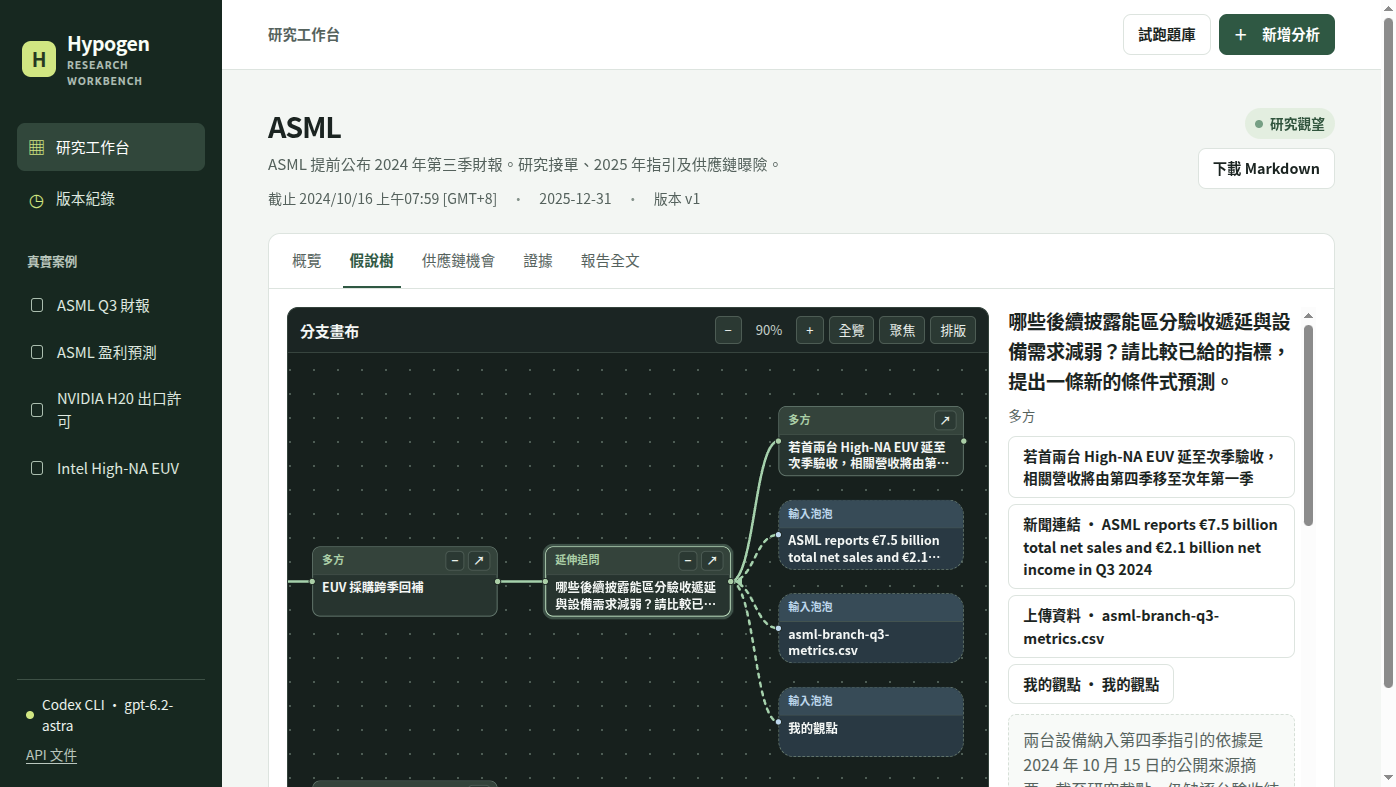 H
Hypogen
RESEARCH
WORKBENCH
研究工作台
版本紀錄
真實案例
ASML Q3 財報
ASML 盈利預測
NVIDIA H20 出口許
可
Intel High-NA EUV
Codex CLI · gpt-6.2-
astra
API 文件
研究工作台
試跑題庫
+ 新增分析
ASML
研究觀望
ASML 提前公布 2024 年第三季財報。研究接單、2025 年指引及供應鏈曝險。
下載 Markdown
截止 2024/10/16 上午07:59 [GMT+8] · 2025-12-31 · 版本 v1
概覽 假說樹 供應鏈機會 證據 報告全文
分支畫布
− 90% + 全覽 聚焦 排版
多方
EUV 採購跨季回補
延伸追問
哪些後續披露能區分驗收遞延
與設備需求減弱？請比較已…
多方
若首兩台 High-NA EUV 延至
次季驗收，相關營收將由第…
輸入泡泡
ASML reports €7.5 billion
total net sales and €2.1…
輸入泡泡
asml-branch-q3-
metrics.csv
輸入泡泡
我的觀點
哪些後續披露能區分驗收遞延與設
備需求減弱？請比較已給的指標，
提出一條新的條件式預測。
多方
若首兩台 High-NA EUV 延至次季驗收，
相關營收將由第四季移至次年第一季
新聞連結 · ASML reports €7.5 billion
total net sales and €2.1 billion net
income in Q3 2024
上傳資料 · asml-branch-q3-
metrics.csv
我的觀點 · 我的觀點
兩台設備納入第四季指引的依據是
2024 年 10 月 15 日的公開來源摘